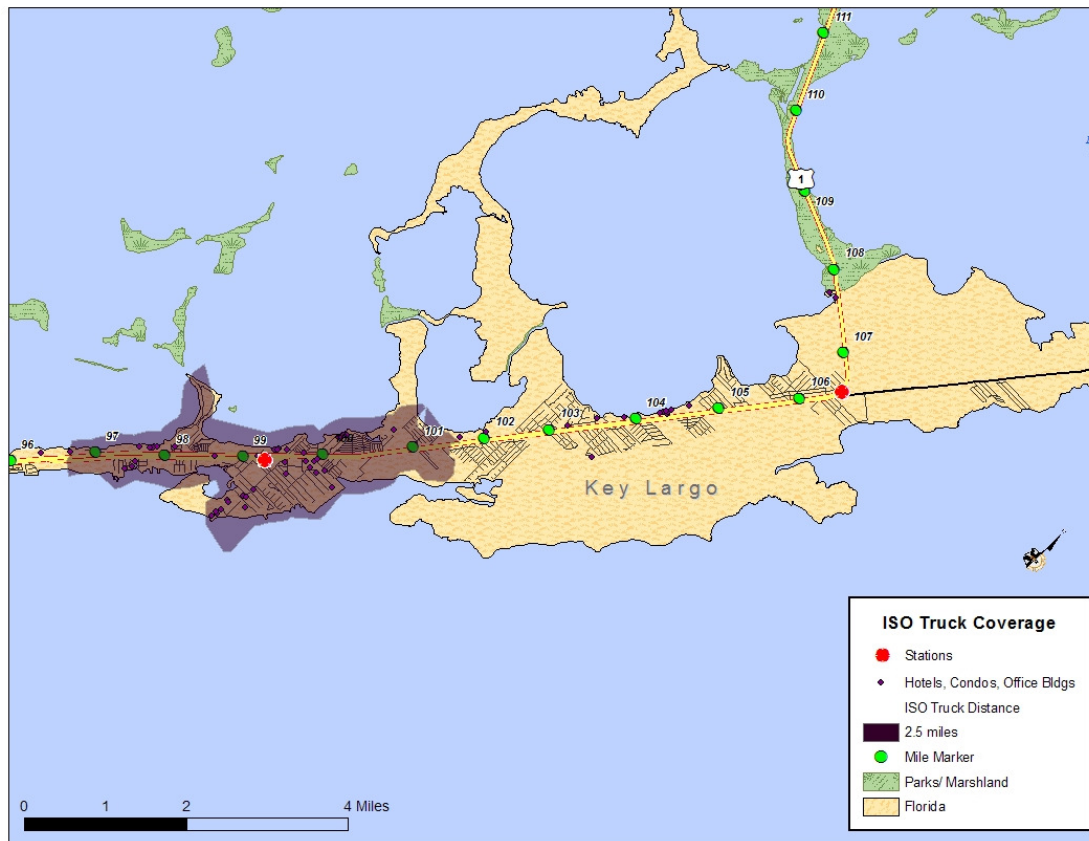 111
110
1
109
108
107
106
105
104
103
102
101
99
98
97
96
Key Largo
ISO Truck Coverage
Stations
Hotels, Condos, Office Bldgs
ISO Truck Distance
2.5 miles
Mile Marker
Parks/ Marshland
Florida
0 1 2 4 Miles